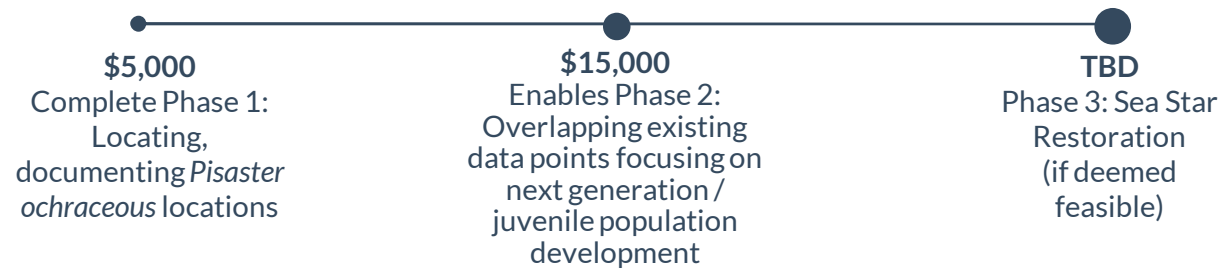 $5,000
Complete Phase 1:
Locating,
documenting Pisaster
ochraceous locations
$15,000
Enables Phase 2:
Overlapping existing
data points focusing on
next generation /
juvenile population
development
TBD
Phase 3: Sea Star
Restoration
(if deemed
feasible)